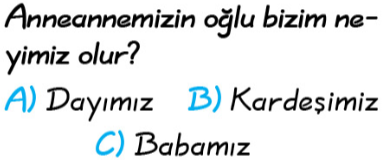 Anneannemizin oğlu bizim ne-
yimiz olur?
A) Dayımız B) Kardeşimiz
C) Babamız